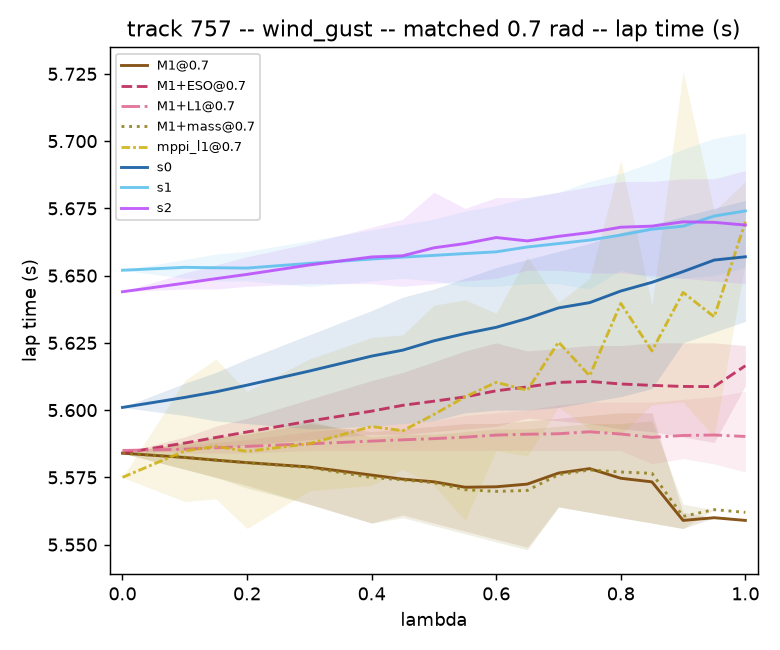 track 757 -- wind_gust -- matched 0.7 rad -- lap time (s)
M1@0.7
M1+ESO@0.7
M1+L1@0.7
M1+mass@0.7
mppi_l1@0.7
s0
s1
s2
5.725
5.700
5.675
5.650
5.625
5.600
5.575
5.550
lap time (s)
0.0 0.2 0.4 0.6 0.8 1.0
lambda